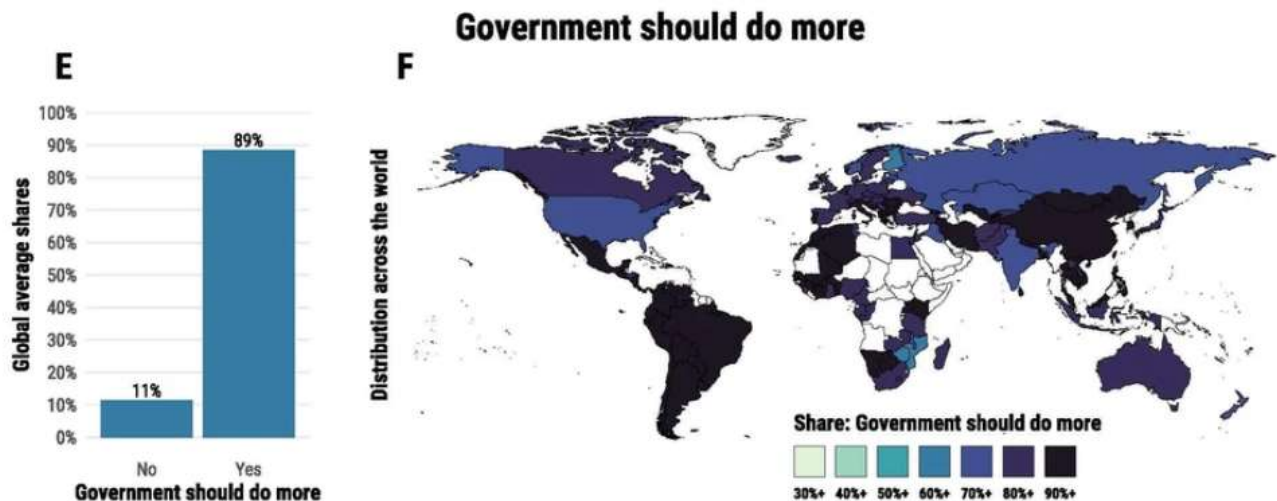 Government should do more
E
Global average shares
100%
90%
80%
70%
60%
50%
40%
30%
20%
10%
0%
11%
89%
No
Yes
Government should do more
F
Distribution across the world
Share: Government should do more
30%+
40%+
50%+
60%+
70%+
80%+
90%+